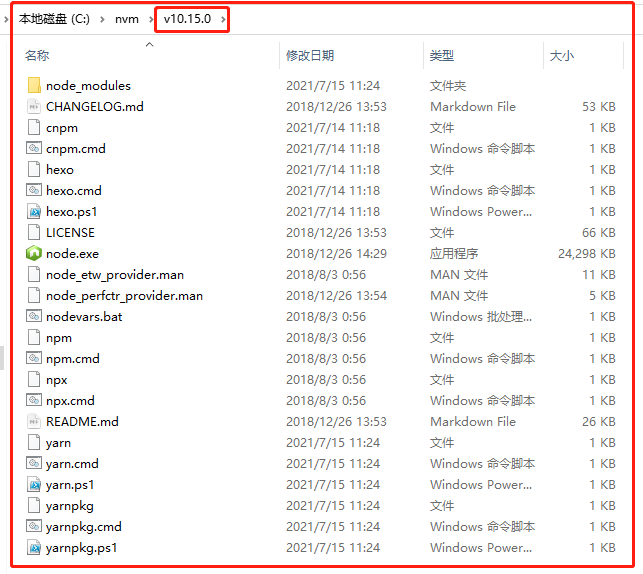 本地磁盘 (C:) > nvm > v10.15.0 >
名称 修改日期 类型 大小
node_modules 2021/7/15 11:24 文件夹
CHANGELOG.md 2018/12/26 13:53 Markdown File 53 KB
cnpm 2021/7/14 11:18 文件 1 KB
cnpm.cmd 2021/7/14 11:18 Windows 命令脚本 1 KB
hexo 2021/7/14 11:18 文件 1 KB
hexo.cmd 2021/7/14 11:18 Windows 命令脚本 1 KB
hexo.ps1 2021/7/14 11:18 Windows Power... 1 KB
LICENSE 2018/12/26 13:53 文件 66 KB
node.exe 2018/12/26 14:29 应用程序 24,298 KB
node_etw_provider.man 2018/8/3 0:56 MAN 文件 11 KB
node_perfctr_provider.man 2018/12/26 13:54 MAN 文件 5 KB
nodevars.bat 2018/8/3 0:56 Windows 批处理... 1 KB
npm 2018/8/3 0:56 文件 1 KB
npm.cmd 2018/8/3 0:56 Windows 命令脚本 1 KB
npx 2018/8/3 0:56 文件 1 KB
npx.cmd 2018/8/3 0:56 Windows 命令脚本 1 KB
README.md 2018/12/26 13:53 Markdown File 26 KB
yarn 2021/7/15 11:24 文件 1 KB
yarn.cmd 2021/7/15 11:24 Windows 命令脚本 1 KB
yarn.ps1 2021/7/15 11:24 Windows Power... 1 KB
yarnpkg 2021/7/15 11:24 文件 1 KB
yarnpkg.cmd 2021/7/15 11:24 Windows 命令脚本 1 KB
yarnpkg.ps1 2021/7/15 11:24 Windows Power... 1 KB